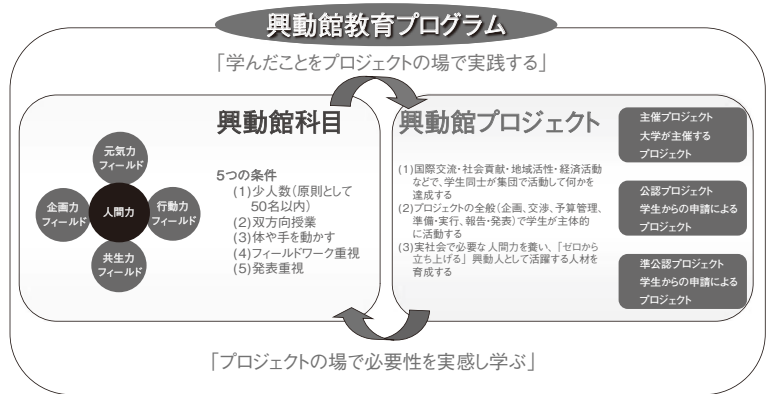 興動館教育プログラム
「学んだことをプロジェクトの場で実践する」
元気力
フィールド
企画力
フィールド
人間力
行動力
フィールド
共生力
フィールド
興動館科目
5つの条件
(1)少人数(原則として
50名以内)
(2)双方向授業
(3)体や手を動かす
(4)フィールドワーク重視
(5)発表重視
興動館プロジェクト
(1)国際交流・社会貢献・地域活性・経済活動
などで、学生同士が集団で活動して何かを
達成する
(2)プロジェクトの全般(企画、交渉、予算管理、
準備・実行、報告・発表)で学生が主体的
に活動する
(3)実社会で必要な人間力を養い、「ゼロから
立ち上げる」興動人として活躍する人材を
育成する
主催プロジェクト
大学が主催する
プロジェクト
公認プロジェクト
学生からの申請による
プロジェクト
準公認プロジェクト
学生からの申請による
プロジェクト
「プロジェクトの場で必要性を実感し学ぶ」